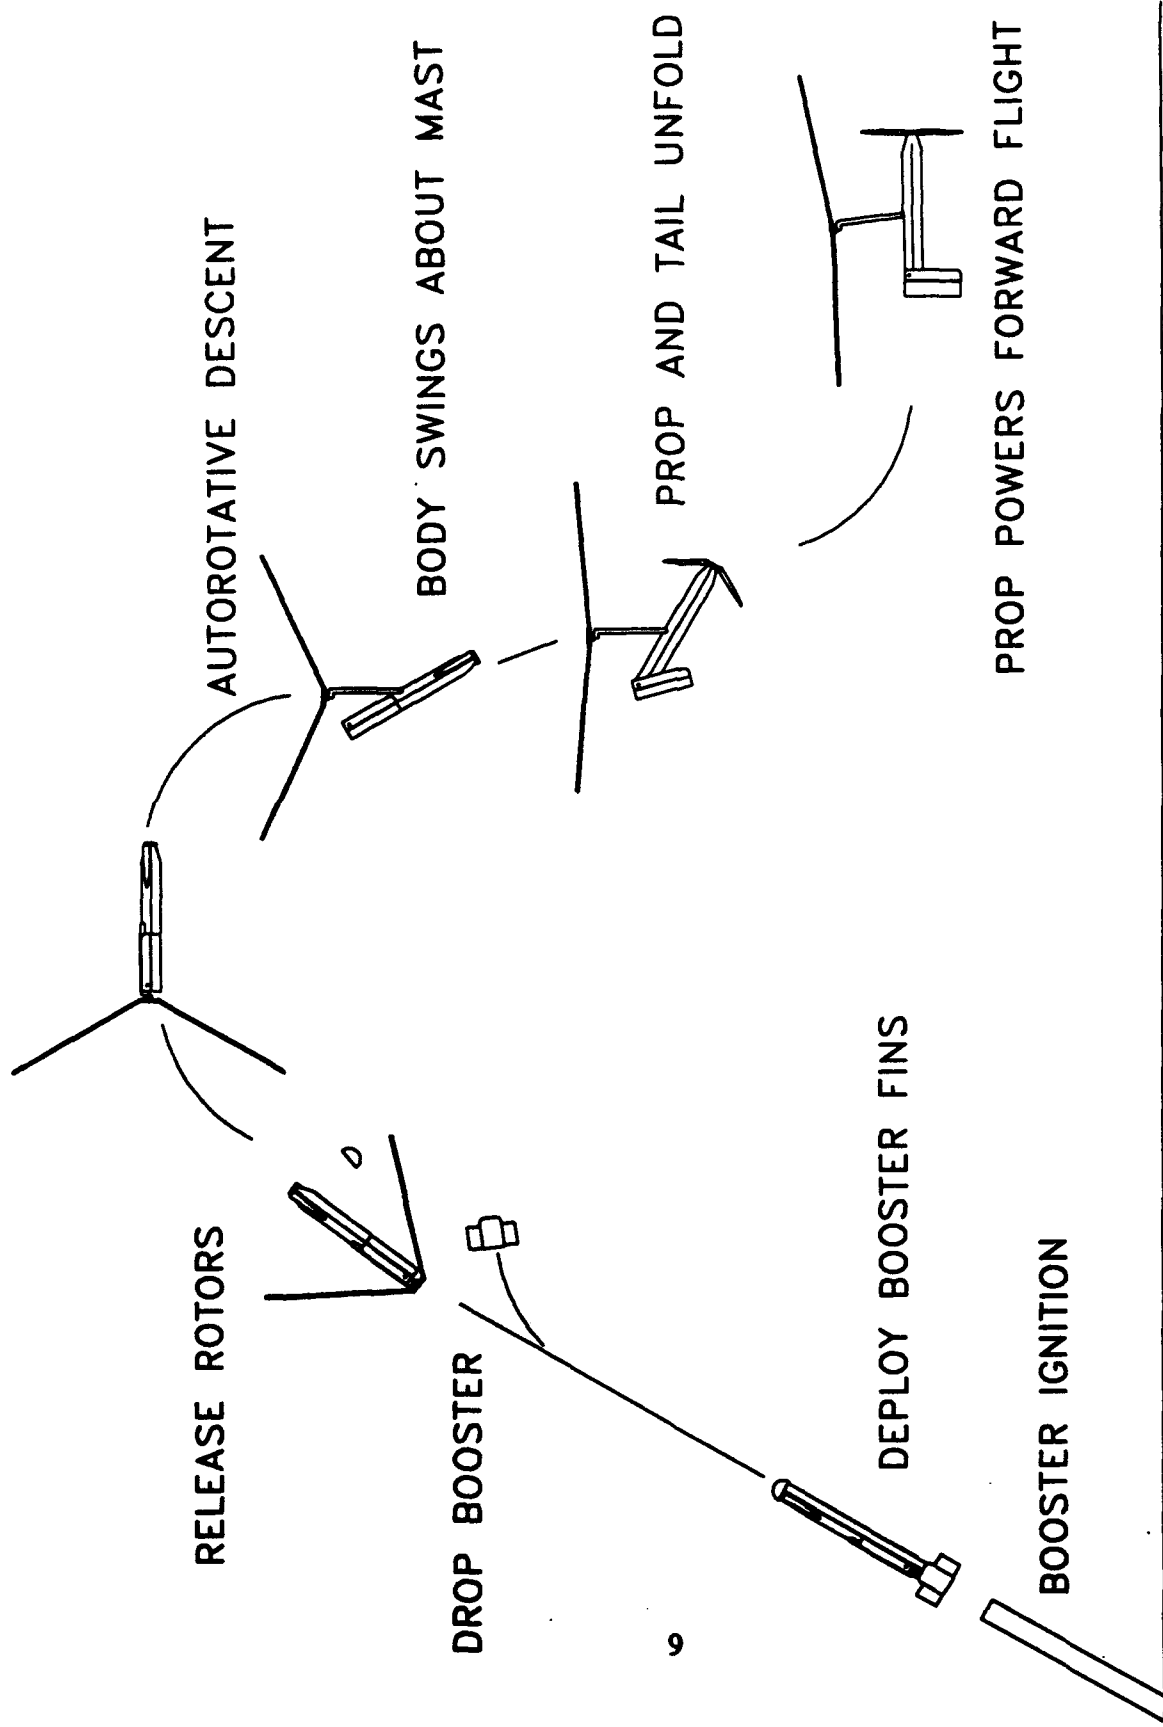 BOOSTER IGNITION
DEPLOY BOOSTER FINS
DROP BOOSTER
RELEASE ROTORS
AUTOROTATIVE DESCENT
BODY SWINGS ABOUT MAST
PROP AND TAIL UNFOLD
PROP POWERS FORWARD FLIGHT
9